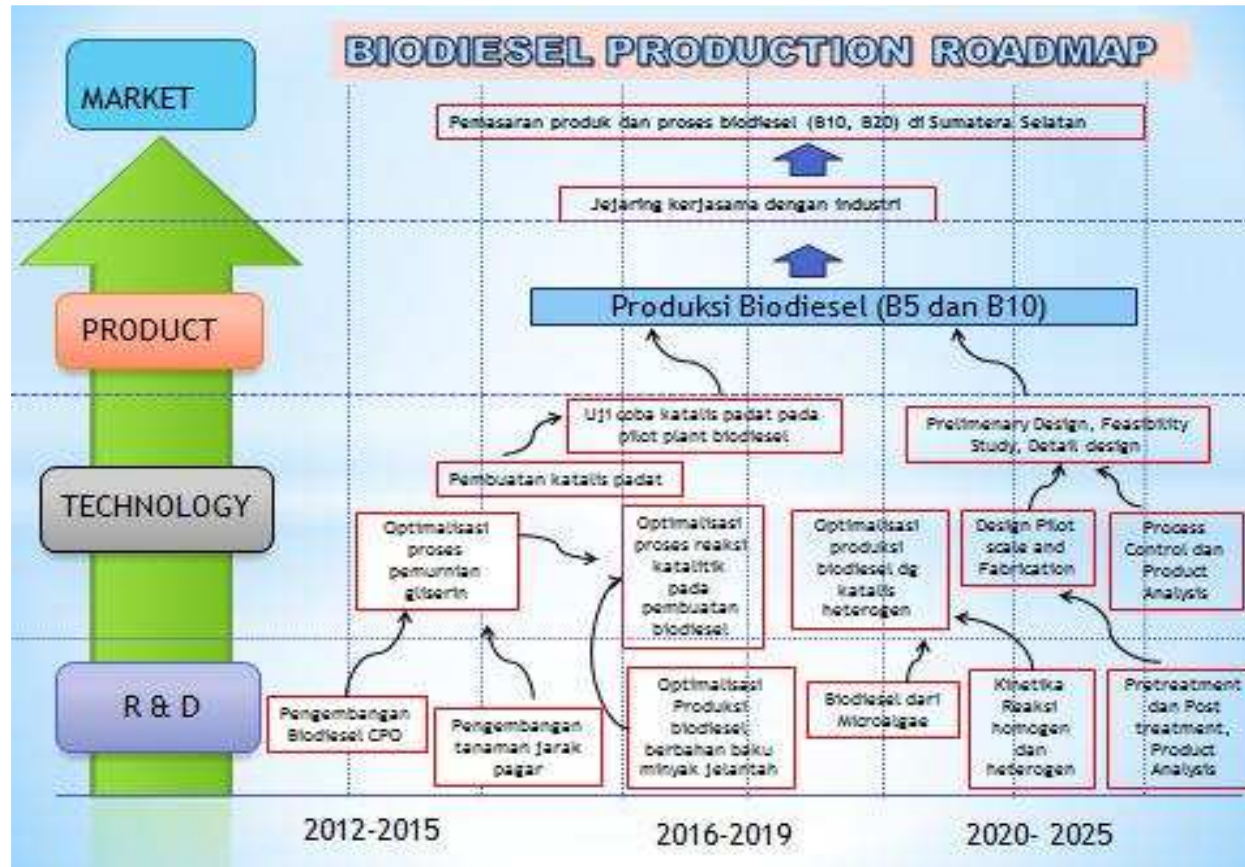 BIODIESEL PRODUCTION ROADMAP
MARKET
Pemasaran produk dan proses biodiesel (B10, B20) di Sumatera Selatan
Jejaring kerjasama dengan industri
PRODUCT
Produksi Biodiesel (B5 dan B10)
Uji coba katalis padat pada
pilot plant biodiesel
Prelimenary Design, Feasibility
Study, Detail design
Pembuatan katalis padat
TECHNOLOGY
Optimalisasi
proses
pemurnian
gliserin
Optimalisasi
proses reaksi
katalitik
pada
pembuatan
biodiesel
Optimalisasi
produksi
biodiesel dg
katalis
heterogen
Design Pilot
scale and
Fabrication
Process
Control dan
Product
Analysis
R & D
Pengembangan
Biodiesel CPO
Pengembangan
tanaman jarak
pagar
Optimalisasi
Produksi
biodiesel
berbahan baku
minyak jelantah
Biodiesel dari
Microalgae
Kinetika
Reaksi
homogen
dan
heterogen
Pretreatment
dan Post
treatment,
Product
Analysis
2012-2015
2016-2019
2020- 2025